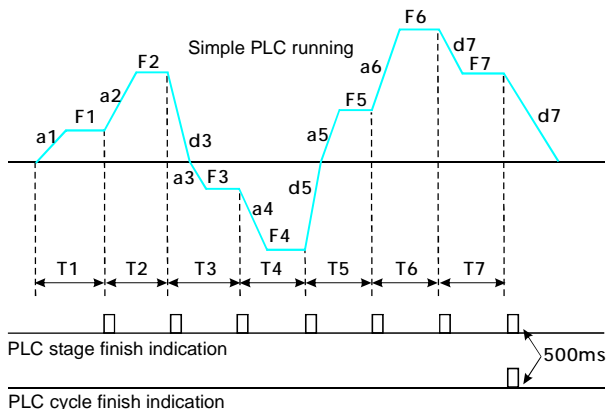 F6
Simple PLC running
d7
F2
F7
a6
a2
F5
F1
a1
d3
a5
d7
a3
F3
d5
a4
F4
T1 T2 T3 T4 T5 T6 T7
PLC stage finish indication
500ms
PLC cycle finish indication